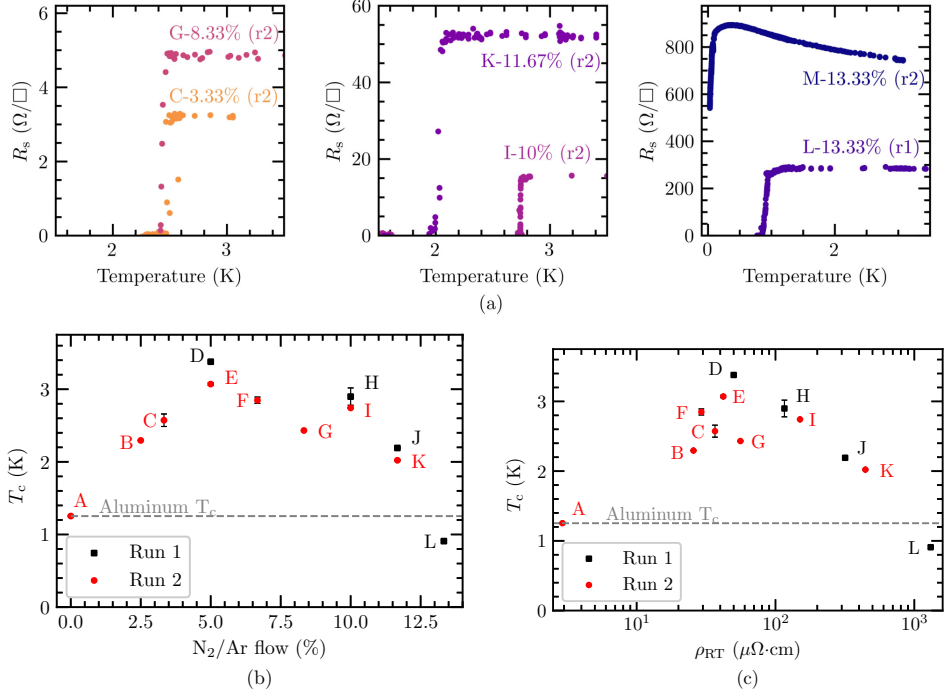 G-8.33% (r2)
C-3.33% (r2)
R_s (Ω/□)
0
2
4
6
2
3
Temperature (K)
K-11.67% (r2)
I-10% (r2)
R_s (Ω/□)
0
20
40
60
2
3
Temperature (K)
M-13.33% (r2)
L-13.33% (r1)
R_s (Ω/□)
0
200
400
600
800
0
2
Temperature (K)
(a)
D
E
H
C
F
I
B
G
J
K
A
Aluminum T_c
L
Run 1
Run 2
T_c (K)
0
1
2
3
0.0 2.5 5.0 7.5 10.0 12.5
N_2/Ar flow (%)
(b)
D
E
H
F
C
I
B
G
J
K
A
Aluminum T_c
L
Run 1
Run 2
T_c (K)
0
1
2
3
10^1 10^2 10^3
ρ_RT (μΩ·cm)
(c)